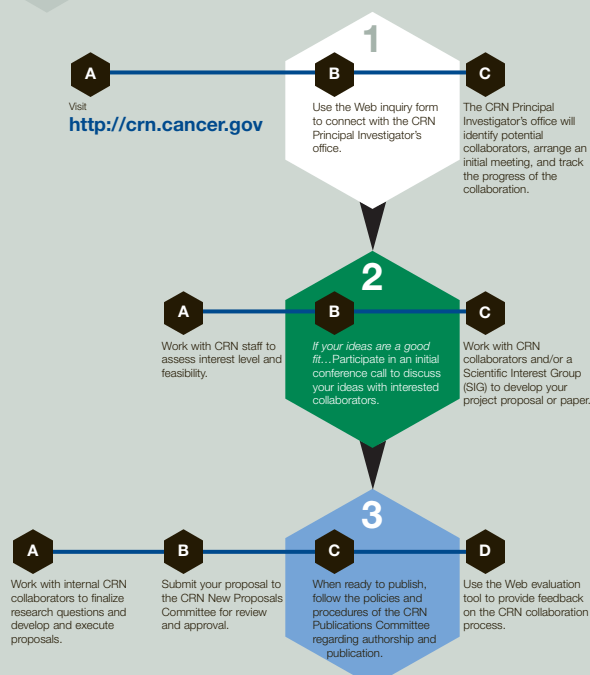 1
A
B
C
Visit
http://crn.cancer.gov
Use the Web inquiry form
to connect with the CRN
Principal Investigator's
office.
The CRN Principal
Investigator's office will
identify potential
collaborators, arrange an
initial meeting, and track
the progress of the
collaboration.
2
A
B
C
Work with CRN staff to
assess interest level and
feasibility.
If your ideas are a good
fit…Participate in an initial
conference call to discuss
your ideas with interested
collaborators.
Work with CRN
collaborators and/or a
Scientific Interest Group
(SIG) to develop your
project proposal or paper.
3
A
B
C
D
Work with internal CRN
collaborators to finalize
research questions and
develop and execute
proposals.
Submit your proposal to
the CRN New Proposals
Committee for review
and approval.
When ready to publish,
follow the policies and
procedures of the CRN
Publications Committee
regarding authorship and
publication.
Use the Web evaluation
tool to provide feedback
on the CRN collaboration
process.